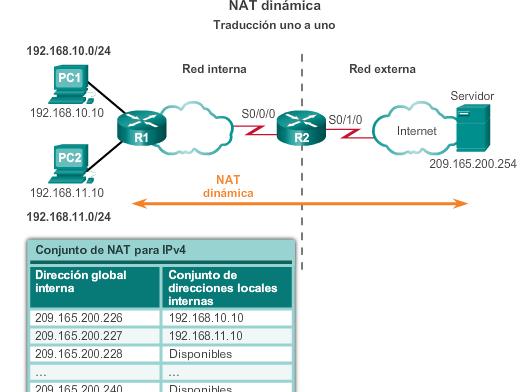 NAT dinámica
Traducción uno a uno
192.168.10.0/24
Red interna
Red externa
PC1
Servidor
192.168.10.10
S0/0/0
S0/1/0
R1
R2
Internet
PC2
209.165.200.254
192.168.11.10
NAT
dinámica
192.168.11.0/24
Conjunto de NAT para IPv4
Dirección global
interna
Conjunto de
direcciones locales
internas
209.165.200.226 192.168.10.10
209.165.200.227 192.168.11.10
209.165.200.228 Disponibles
... ...
209.165.200.240 Disponibles